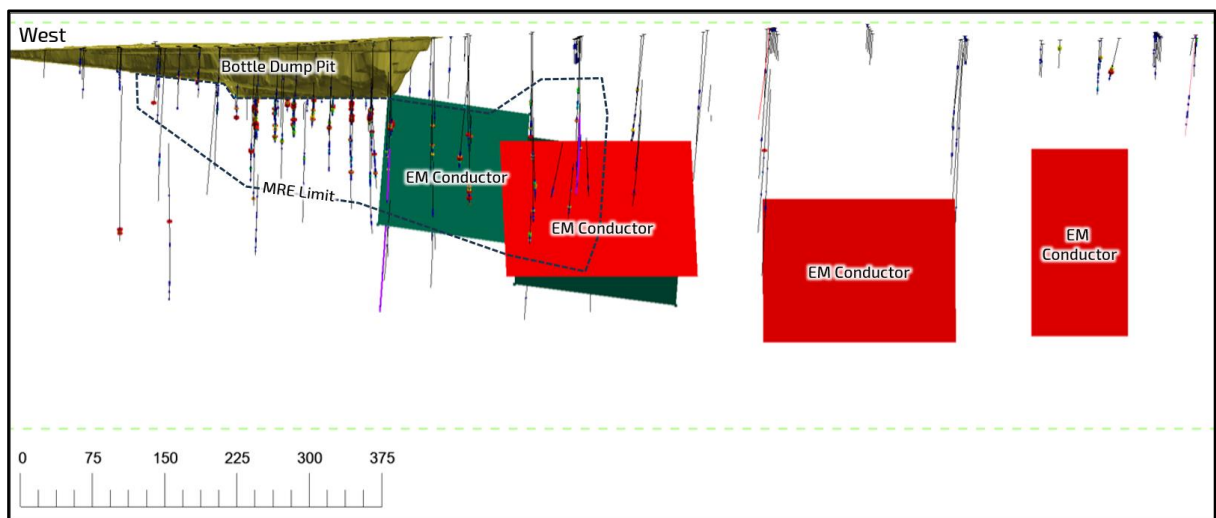 West
Bottle Dump Pit
MRE Limit
EM Conductor
EM Conductor
EM Conductor
EM
Conductor
0 75 150 225 300 375